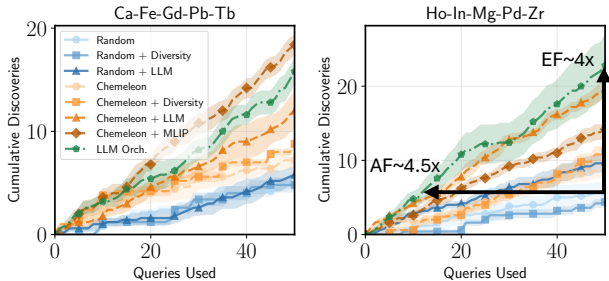 Ca-Fe-Gd-Pb-Tb
Ho-In-Mg-Pd-Zr
Cumulative Discoveries
20
10
0
Random
Random + Diversity
Random + LLM
Chemeleon
Chemeleon + Diversity
Chemeleon + LLM
Chemeleon + MLIP
LLM Orch.
0
20
40
Queries Used
Cumulative Discoveries
20
10
0
EF~4x
AF~4.5x
0
20
40
Queries Used